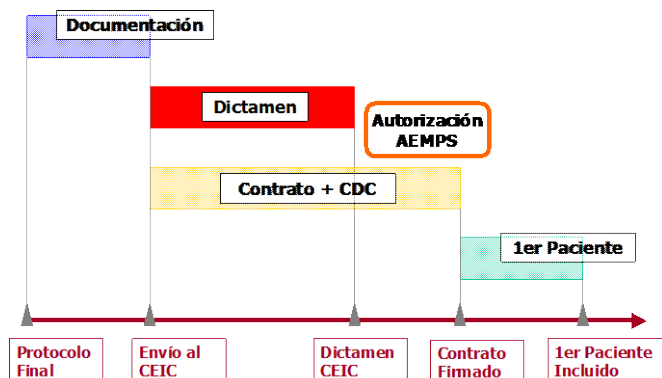 Documentación
Dictamen
Autorización
AEMPS
Contrato + CDC
1er Paciente
Protocolo
Final
Envío al
CEIC
Dictamen
CEIC
Contrato
Firmado
1er Paciente
Incluido